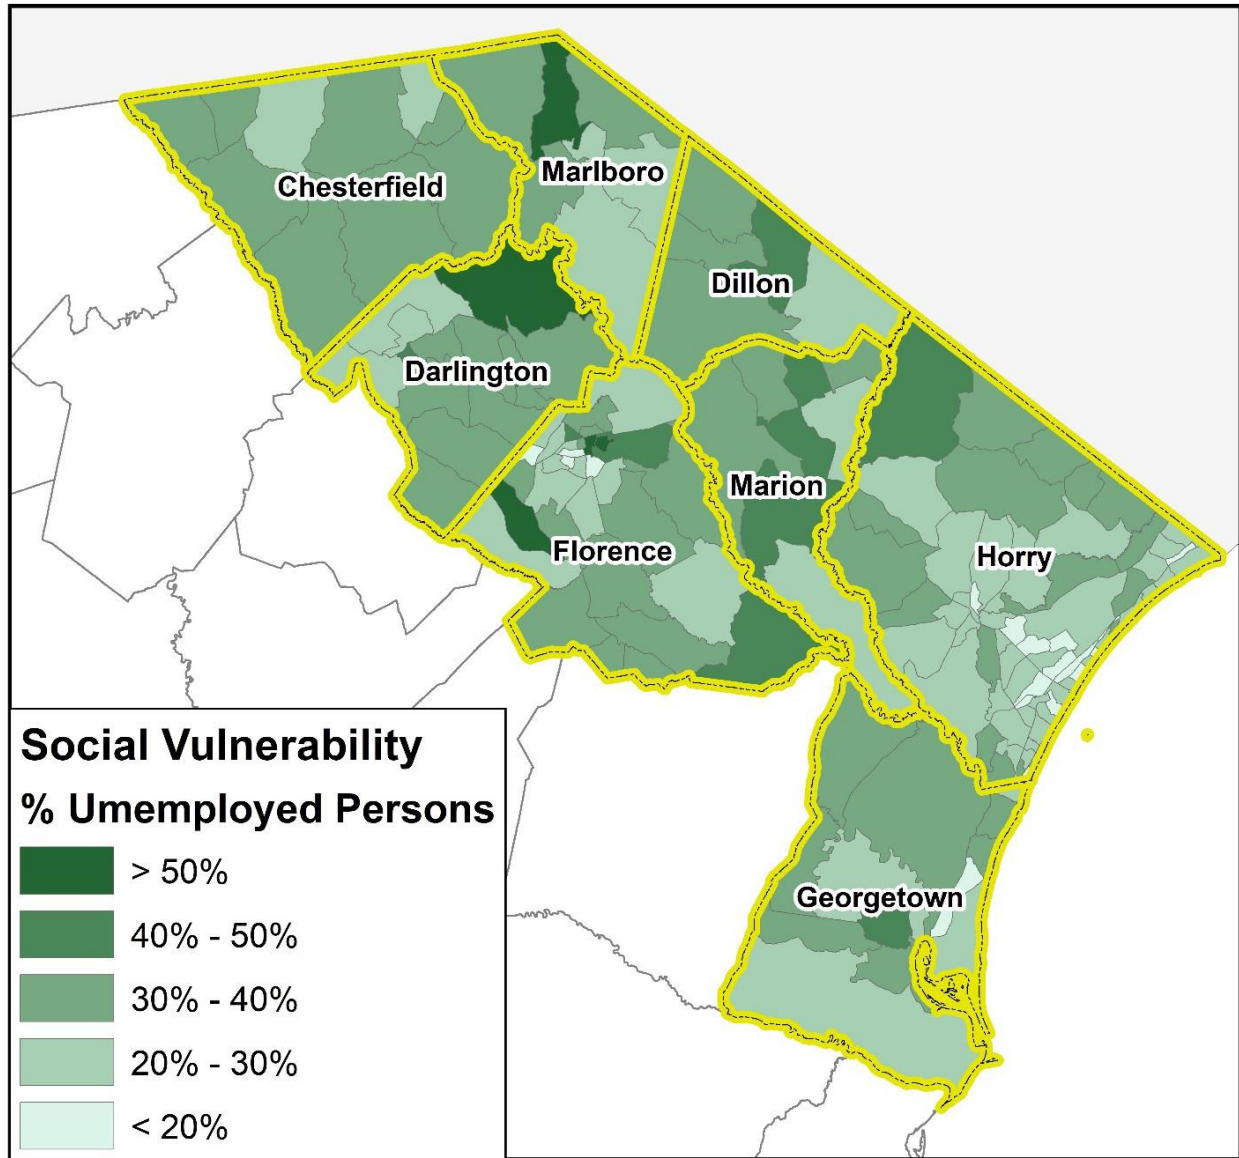 Chesterfield
Marlboro
Dillon
Darlington
Marion
Florence
Horry
Georgetown
Social Vulnerability
% Umemployed Persons
> 50%
40% - 50%
30% - 40%
20% - 30%
< 20%